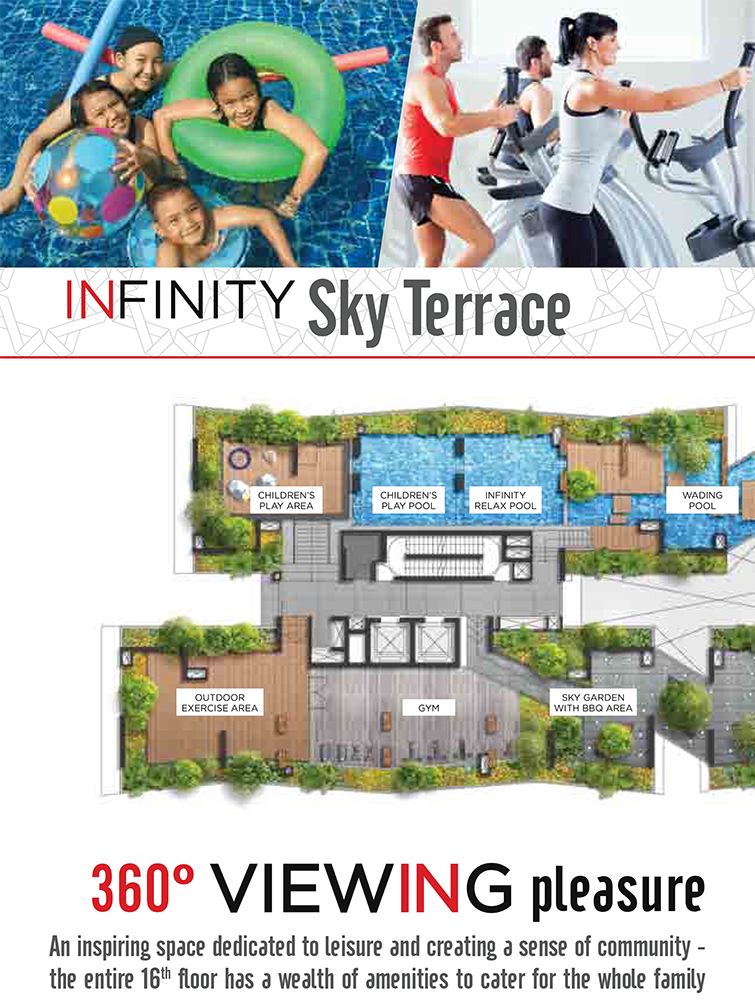 INFINITY Sky Terrace
CHILDREN'S
PLAY AREA
CHILDREN'S
PLAY POOL
INFINITY
RELAX POOL
WADING
POOL
OUTDOOR
EXERCISE AREA
GYM
SKY GARDEN
WITH BBQ AREA
360° VIEWING pleasure
An inspiring space dedicated to leisure and creating a sense of community -
the entire 16th floor has a wealth of amenities to cater for the whole family